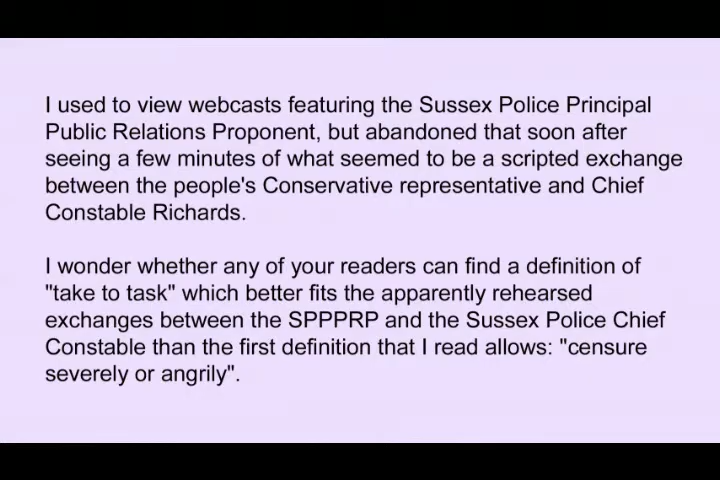 I used to view webcasts featuring the Sussex Police Principal
Public Relations Proponent, but abandoned that soon after
seeing a few minutes of what seemed to be a scripted exchange
between the people's Conservative representative and Chief
Constable Richards.
I wonder whether any of your readers can find a definition of
"take to task" which better fits the apparently rehearsed
exchanges between the SPPPRP and the Sussex Police Chief
Constable than the first definition that I read allows: "censure
severely or angrily".